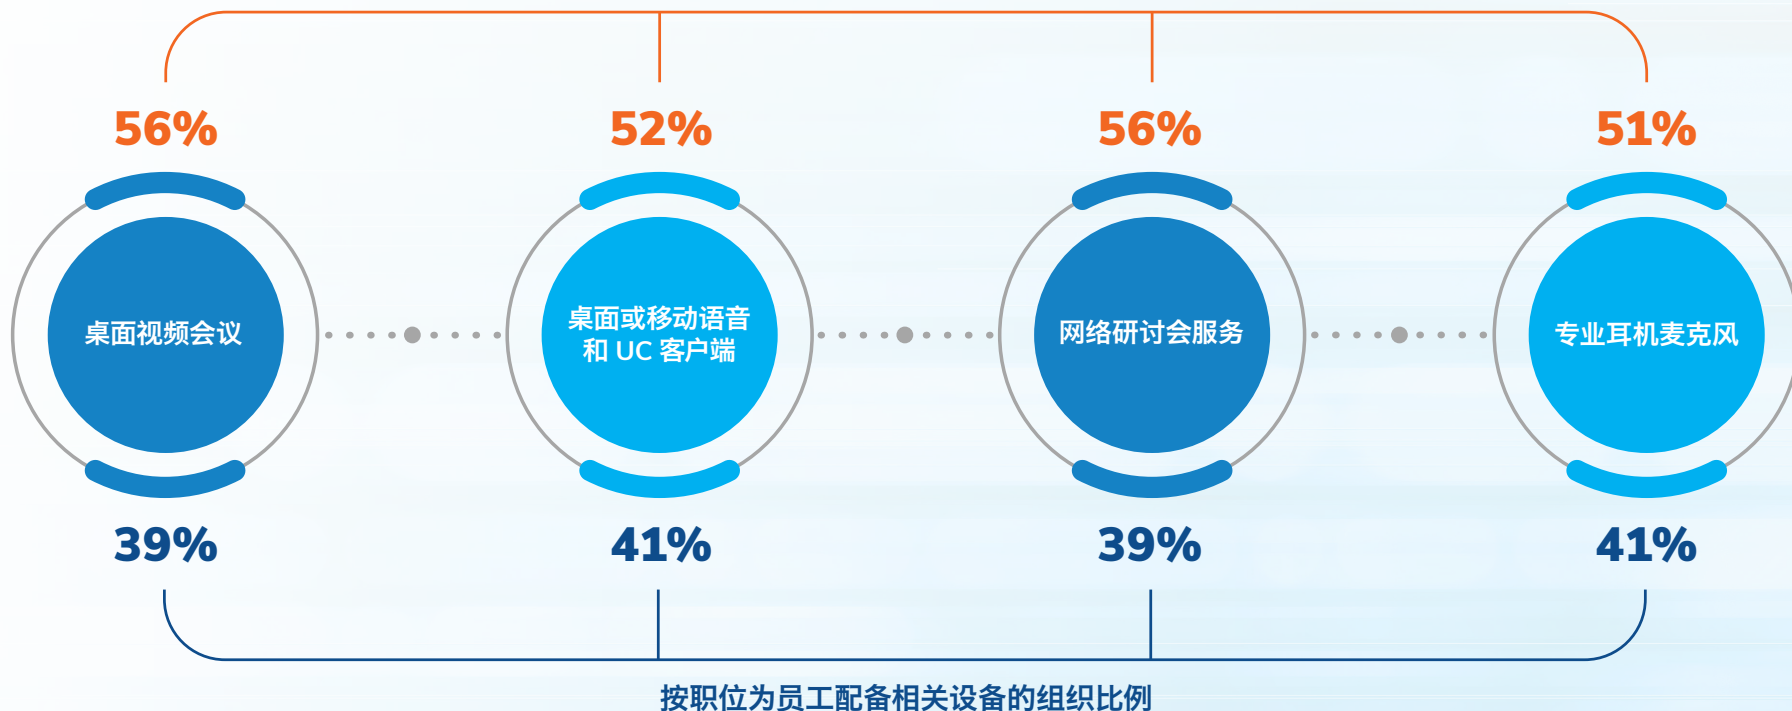 56%
52%
56%
51%
桌面视频会议
桌面或移动语音
和 UC 客户端
网络研讨会服务
专业耳机麦克风
39%
41%
39%
41%
按职位为员工配备相关设备的组织比例